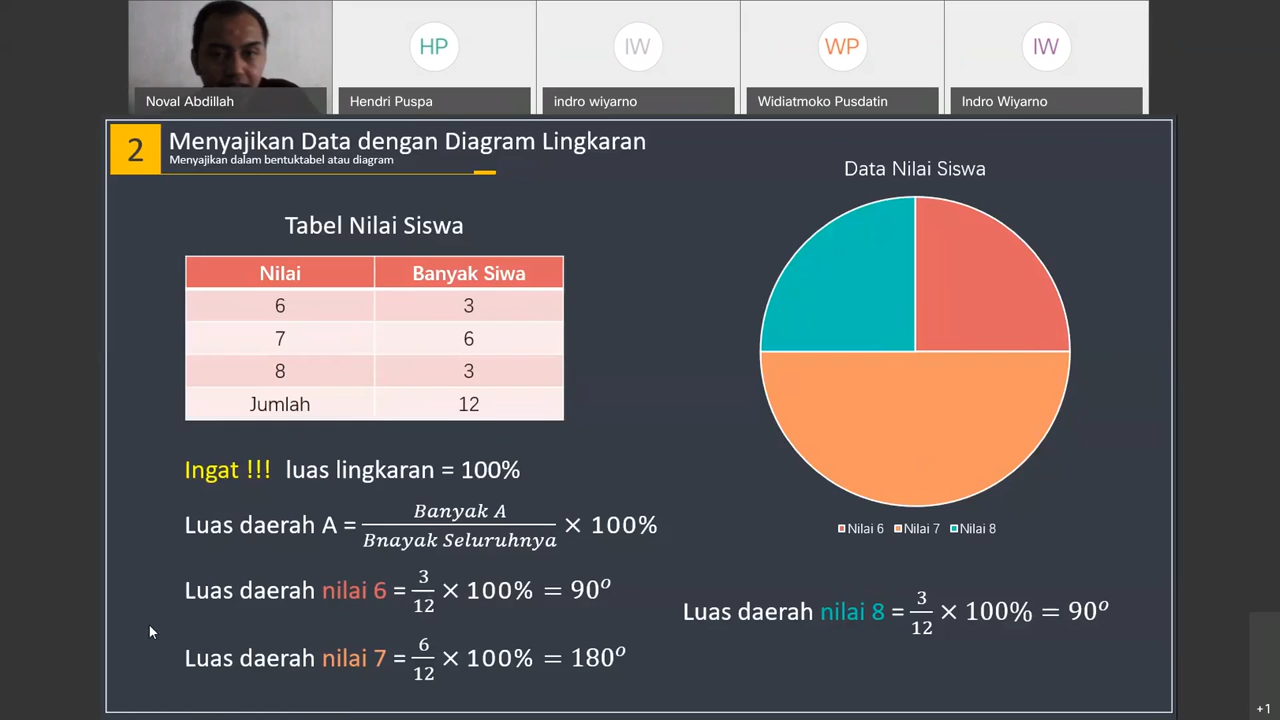 HP
IW
WP
IW
Noval Abdillah
Hendri Puspa
indro wiyarno
Widiatmoko Pusdatin
Indro Wiyarno
2
Menyajikan Data dengan Diagram Lingkaran
Menyajikan dalam bentuktabel atau diagram
Tabel Nilai Siswa
Nilai Banyak Siwa
6 3
7 6
8 3
Jumlah 12
Ingat !!! luas lingkaran = 100%
Luas daerah A = Banyak A / Bnayak Seluruhnya × 100%
Luas daerah nilai 6 = 3/12 × 100% = 90°
Luas daerah nilai 7 = 6/12 × 100% = 180°
Data Nilai Siswa
Nilai 6 Nilai 7 Nilai 8
Luas daerah nilai 8 = 3/12 × 100% = 90°
+1